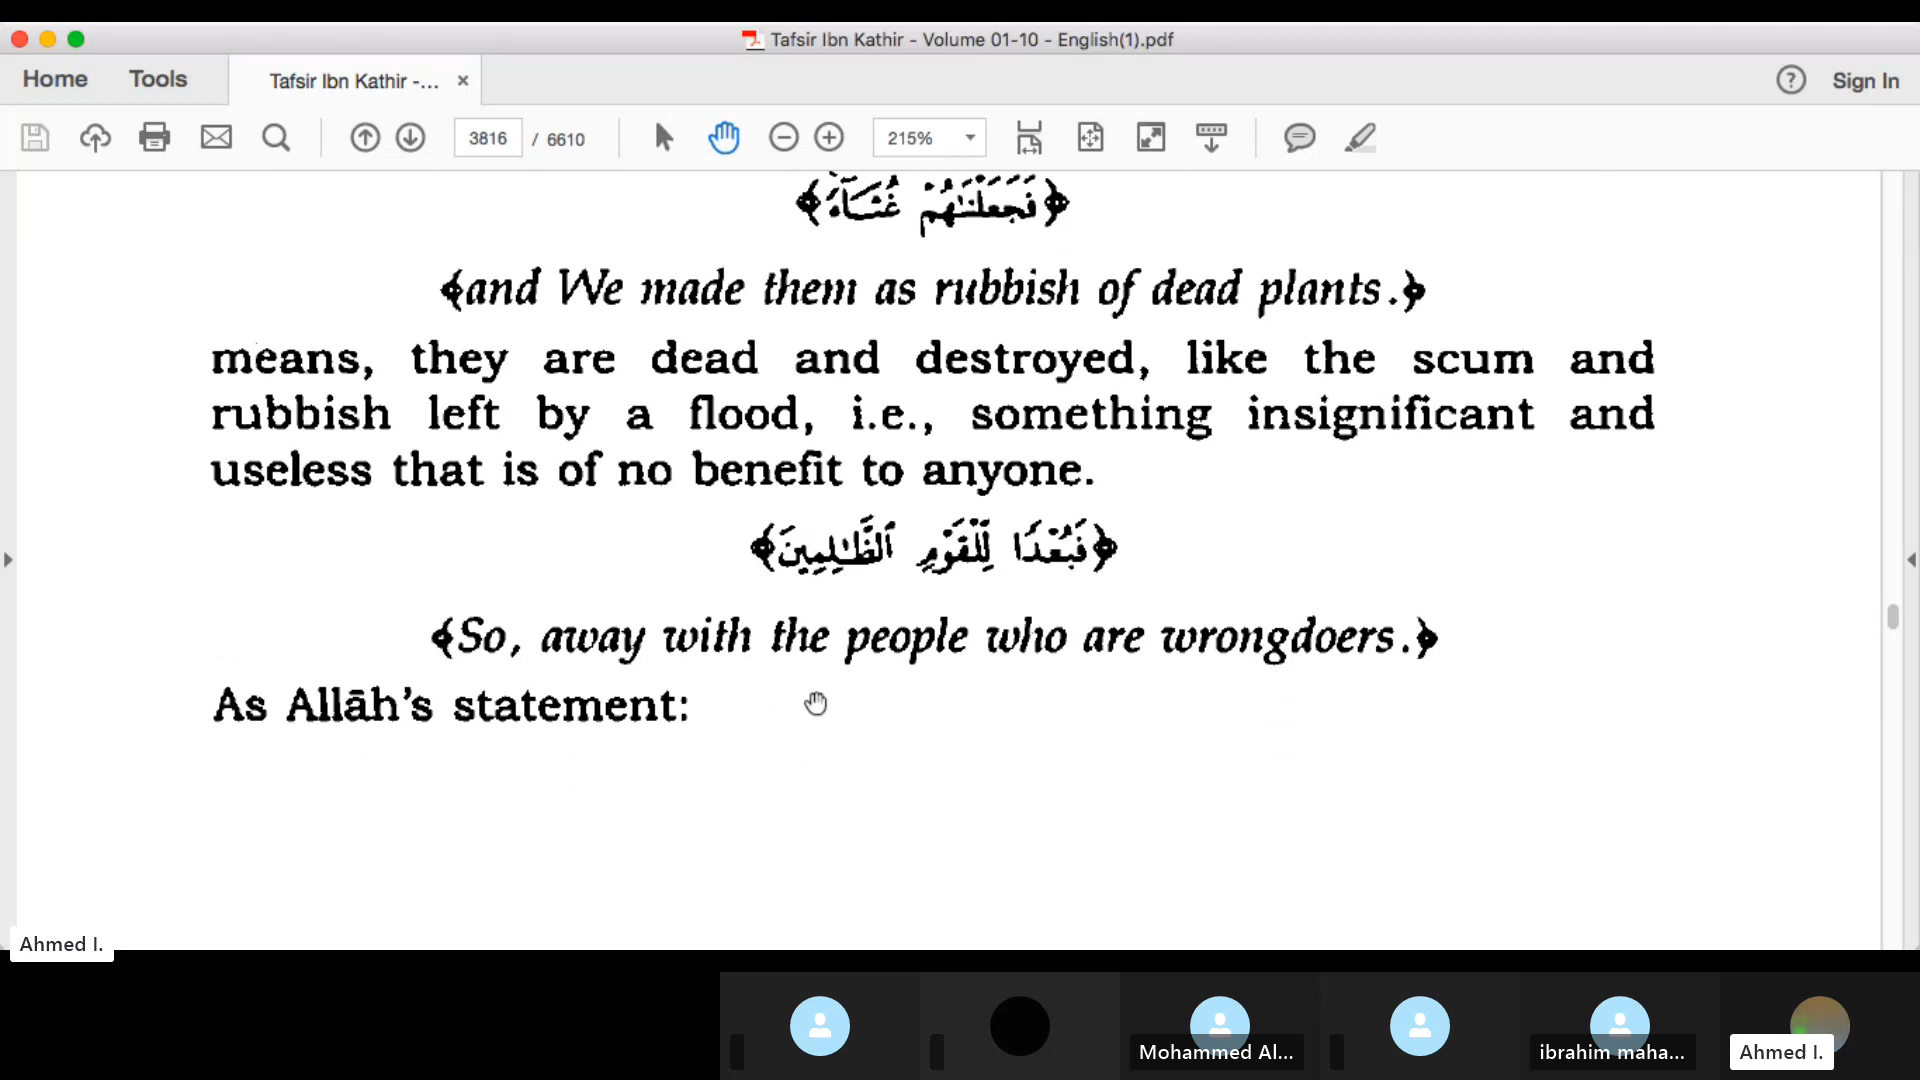 Tafsir Ibn Kathir - Volume 01-10 - English(1).pdf
Home Tools Tafsir Ibn Kathir -... × ? Sign In
3816 / 6610 215%
﴿فَجَعَلْنَٰهُمْ غُثَآءً﴾
﴾and We made them as rubbish of dead plants.﴿
means, they are dead and destroyed, like the scum and
rubbish left by a flood, i.e., something insignificant and
useless that is of no benefit to anyone.
﴿فَبُعْدًا لِّلْقَوْمِ ٱلظَّٰلِمِينَ﴾
﴾So, away with the people who are wrongdoers.﴿
As Allāh’s statement:
Ahmed I.
Mohammed Al... ibrahim maha... Ahmed I.